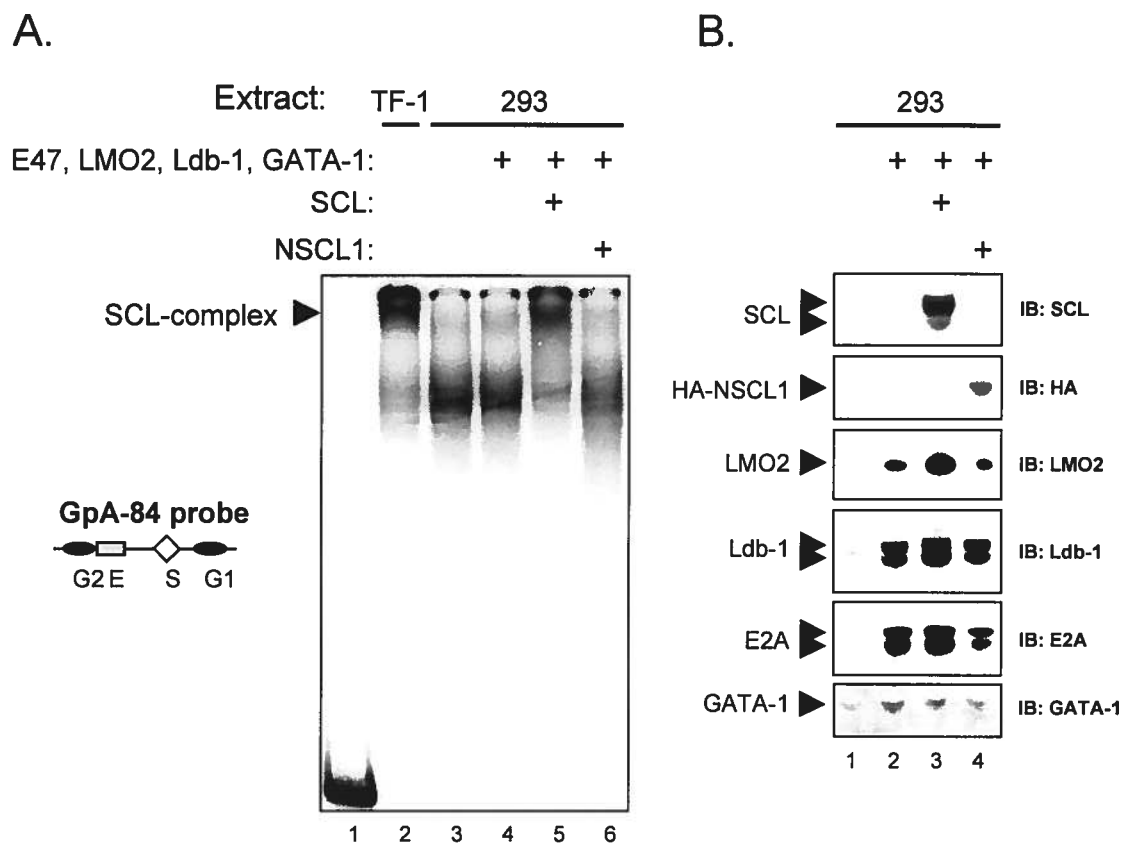 A.
Extract: TF-1 293
E47, LMO2, Ldb-1, GATA-1: + + +
SCL: +
NSCL1: +
SCL-complex
GpA-84 probe
G2 E S G1
1 2 3 4 5 6
B.
293
+ + +
+
+
SCL IB: SCL
HA-NSCL1 IB: HA
LMO2 IB: LMO2
Ldb-1 IB: Ldb-1
E2A IB: E2A
GATA-1 IB: GATA-1
1 2 3 4